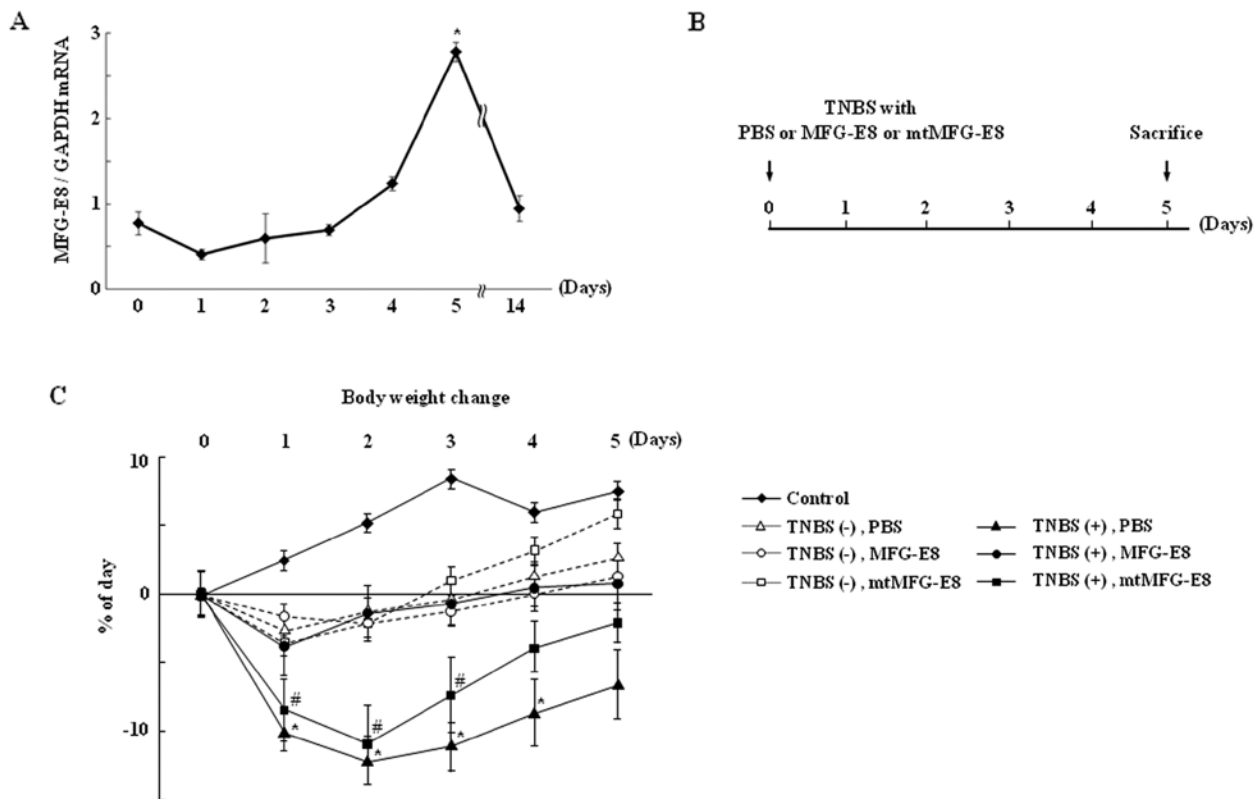 A
MFG-E8 / GAPDH mRNA
3
2
1
0
*
0 1 2 3 4 5 14 (Days)
B
TNBS with
PBS or MFG-E8 or mtMFG-E8
Sacrifice
0 1 2 3 4 5 (Days)
C
Body weight change
0 1 2 3 4 5 (Days)
% of day
10
0
-10
# # #
* * * *
Control
TNBS (-) , PBS
TNBS (-) , MFG-E8
TNBS (-) , mtMFG-E8
TNBS (+) , PBS
TNBS (+) , MFG-E8
TNBS (+) , mtMFG-E8